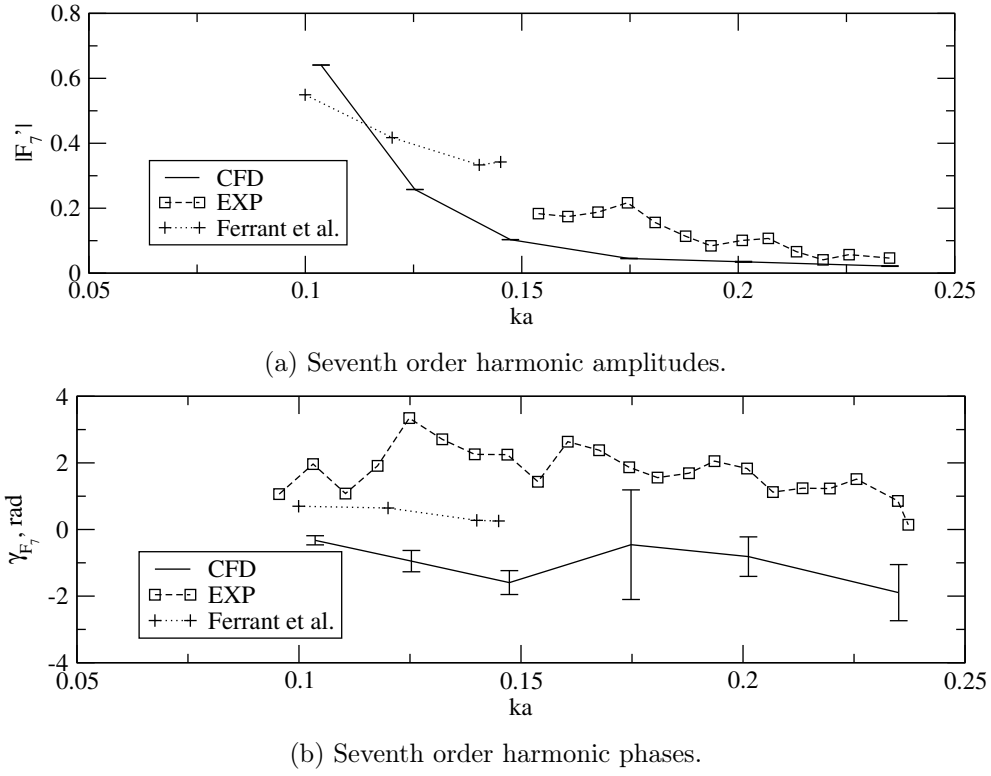 0.8
0.6
0.4
0.2
0
|F7'|
CFD
EXP
Ferrant et al.
0.05 0.1 0.15 0.2 0.25
ka
(a) Seventh order harmonic amplitudes.
4
2
0
-2
-4
γF7, rad
CFD
EXP
Ferrant et al.
0.05 0.1 0.15 0.2 0.25
ka
(b) Seventh order harmonic phases.